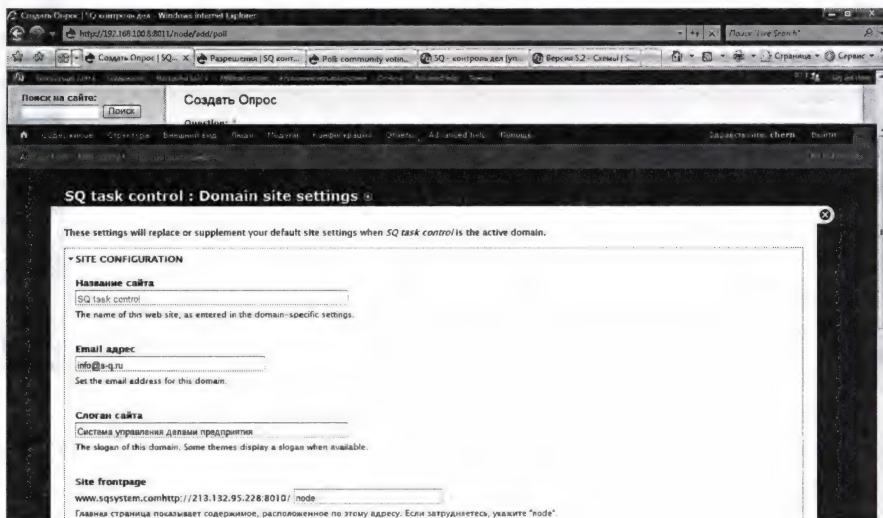 Создать Опрос | SQ контроль дел - Windows Internet Explorer
http://192.168.100.8:8011/node/add/poll
Поиск "Live Search"
Создать Опрос | SQ... Разрешения | SQ конт... Polls community votin... SQ - контроль дел [уп... Версия 5.2 - Схемы | S... Страница Сервис
Поиск на сайте:
Поиск
Создать Опрос
Question: *
Содержимое Структура Внешний вид Люди Модули Конфигурация Отчеты Advanced help Помощь Здравствуйте, chern Выйти
SQ task control : Domain site settings
These settings will replace or supplement your default site settings when SQ task control is the active domain.
SITE CONFIGURATION
Название сайта
SQ task control
The name of this web site, as entered in the domain-specific settings.
Email адрес
info@s-q.ru
Set the email address for this domain.
Слоган сайта
Система управления делами предприятия
The slogan of this domain. Some themes display a slogan when available.
Site frontpage
www.sqsystem.comhttp://213.132.95.228:8010/ node
Главная страница показывает содержимое, расположенное по этому адресу. Если затрудняетесь, укажите "node".